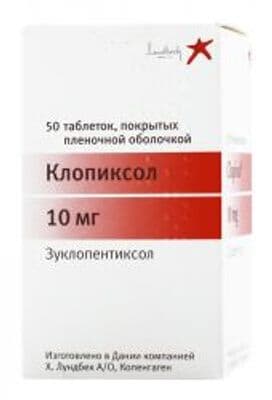 Lundbeck
50 таблеток, покрытых
пленочной оболочкой
Клопиксол
10 мг
Зуклопентиксол
Изготовлено в Дании компанией
Х. Лундбек А/О, Копенгаген